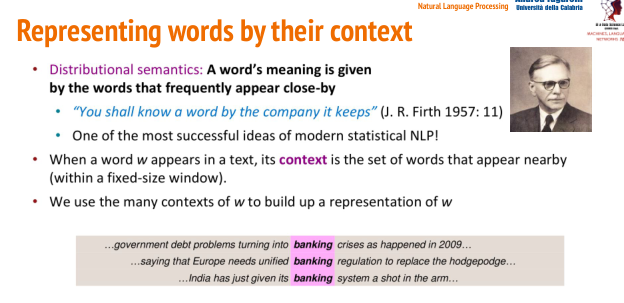 Natural Language Processing
Università della Calabria
Representing words by their context
• Distributional semantics: A word's meaning is given
by the words that frequently appear close-by
• “You shall know a word by the company it keeps” (J. R. Firth 1957: 11)
• One of the most successful ideas of modern statistical NLP!
• When a word w appears in a text, its context is the set of words that appear nearby
(within a fixed-size window).
• We use the many contexts of w to build up a representation of w
…government debt problems turning into banking crises as happened in 2009…
…saying that Europe needs unified banking regulation to replace the hodgepodge…
…India has just given its banking system a shot in the arm…